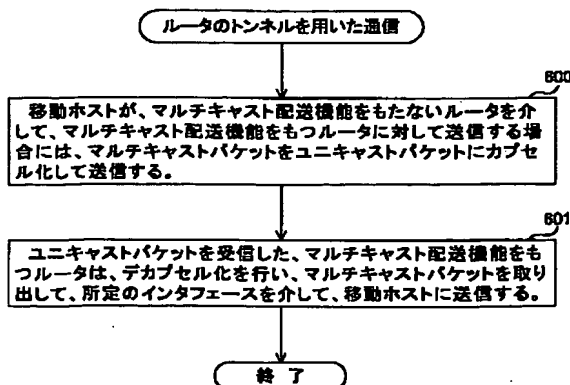 ルータのトンネルを用いた通信
600
移動ホストが、マルチキャスト配送機能をもたないルータを介
して、マルチキャスト配送機能をもつルータに対して送信する場
合には、マルチキャストパケットをユニキャストパケットにカプセ
ル化して送信する。
601
ユニキャストパケットを受信した、マルチキャスト配送機能をも
つルータは、デカプセル化を行い、マルチキャストパケットを取り
出して、所定のインタフェースを介して、移動ホストに送信する。
終了